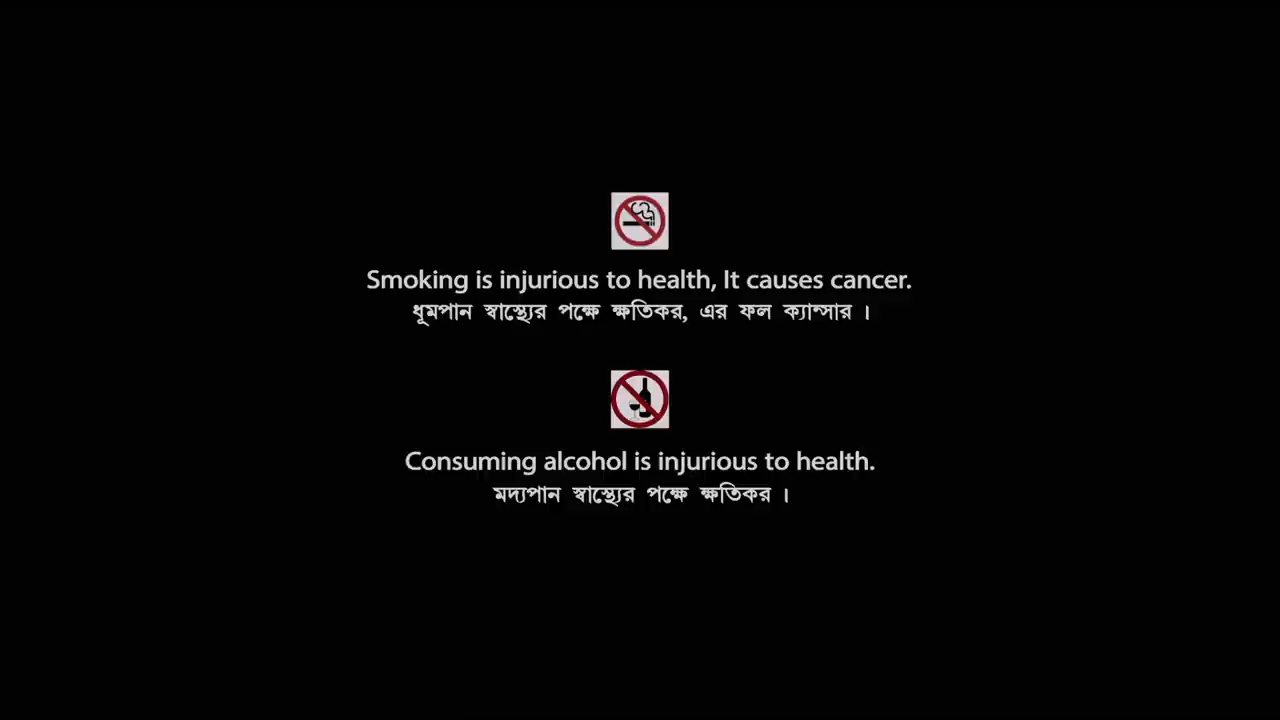 Smoking is injurious to health, It causes cancer.
ধূমপান স্বাস্থ্যের পক্ষে ক্ষতিকর, এর ফল ক্যান্সার ।
Consuming alcohol is injurious to health.
মদ্যপান স্বাস্থ্যের পক্ষে ক্ষতিকর ।